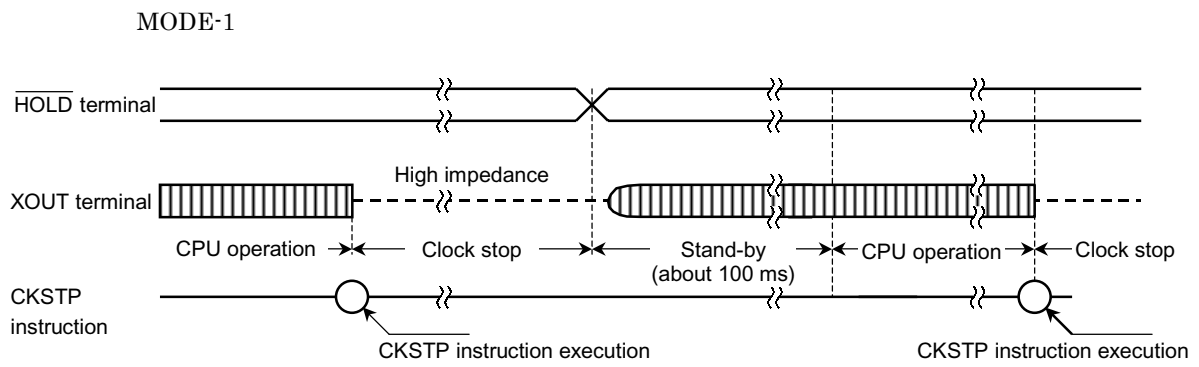 MODE-1
HOLD terminal
XOUT terminal
High impedance
CPU operation
Clock stop
Stand-by
(about 100 ms)
CPU operation
Clock stop
CKSTP
instruction
CKSTP instruction execution
CKSTP instruction execution